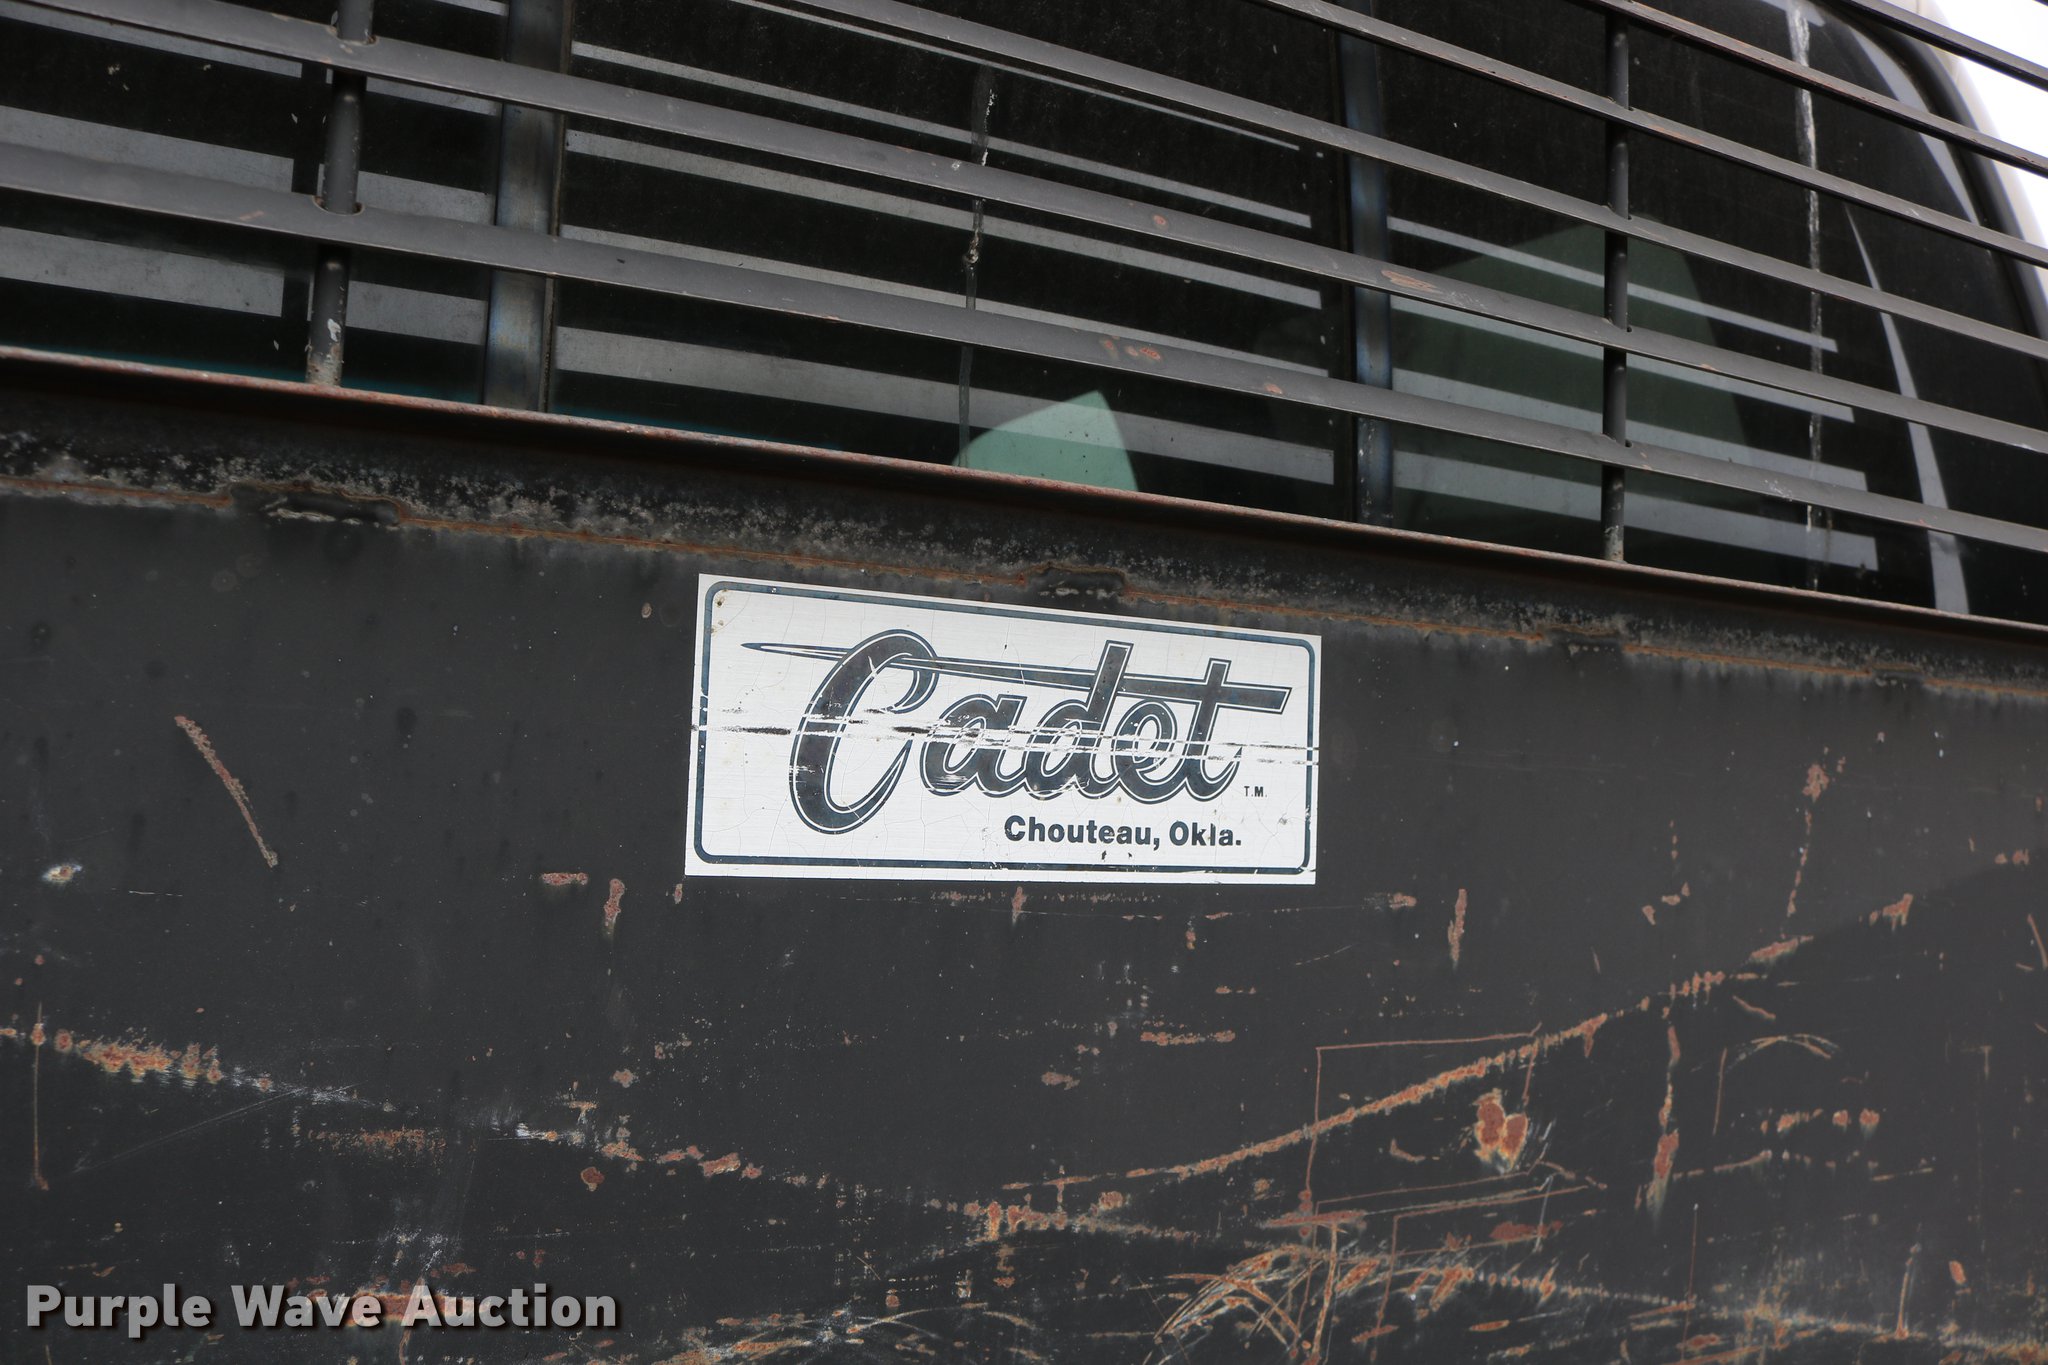 Cadet
T.M.
Chouteau, Okla.
Purple Wave Auction